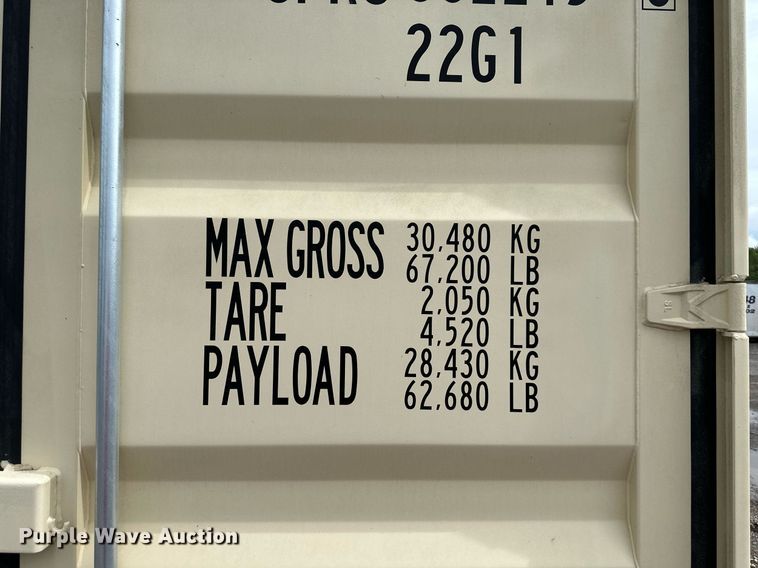 22G1
MAX GROSS 30,480 KG
67,200 LB
TARE 2,050 KG
4,520 LB
PAYLOAD 28,430 KG
62,680 LB
Purple Wave Auction